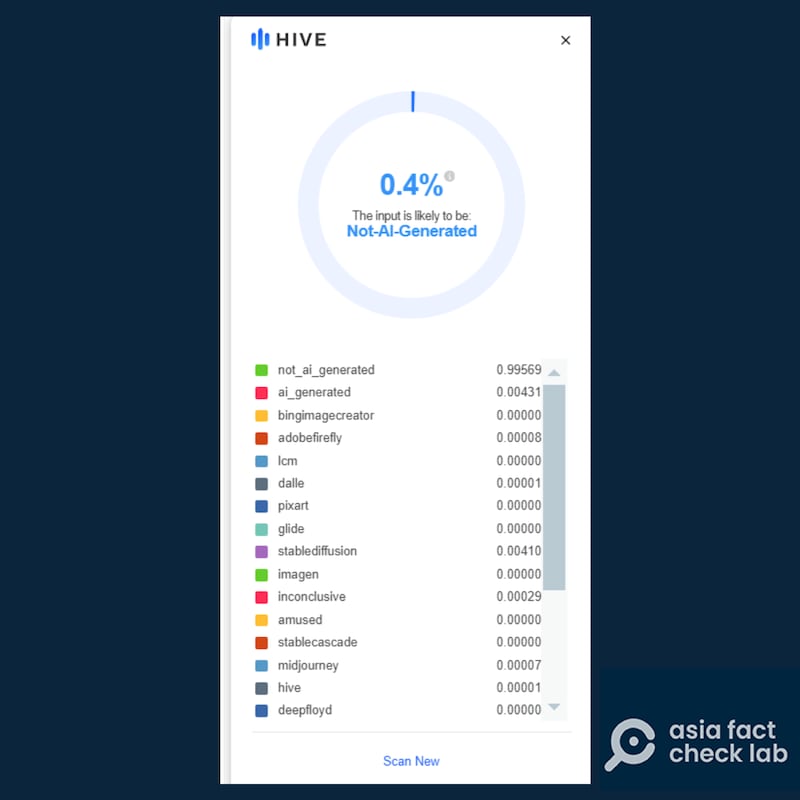 HIVE
0.4%
The input is likely to be:
Not-AI-Generated
not_ai_generated 0.99569
ai_generated 0.00431
bingimagecreator 0.00000
adobefirefly 0.00008
lcm 0.00000
dalle 0.00001
pixart 0.00000
glide 0.00000
stablediffusion 0.00410
imagen 0.00000
inconclusive 0.00029
amused 0.00000
stablecascade 0.00000
midjourney 0.00007
hive 0.00001
deepfloyd 0.00000
Scan New
asia fact
check lab